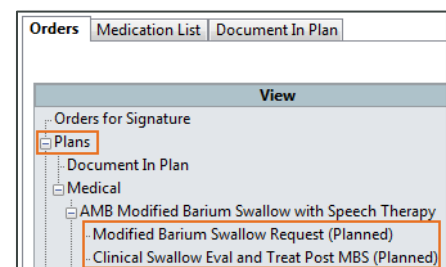 Orders Medication List Document In Plan
View
Orders for Signature
Plans
Document In Plan
Medical
AMB Modified Barium Swallow with Speech Therapy
Modified Barium Swallow Request (Planned)
Clinical Swallow Eval and Treat Post MBS (Planned)